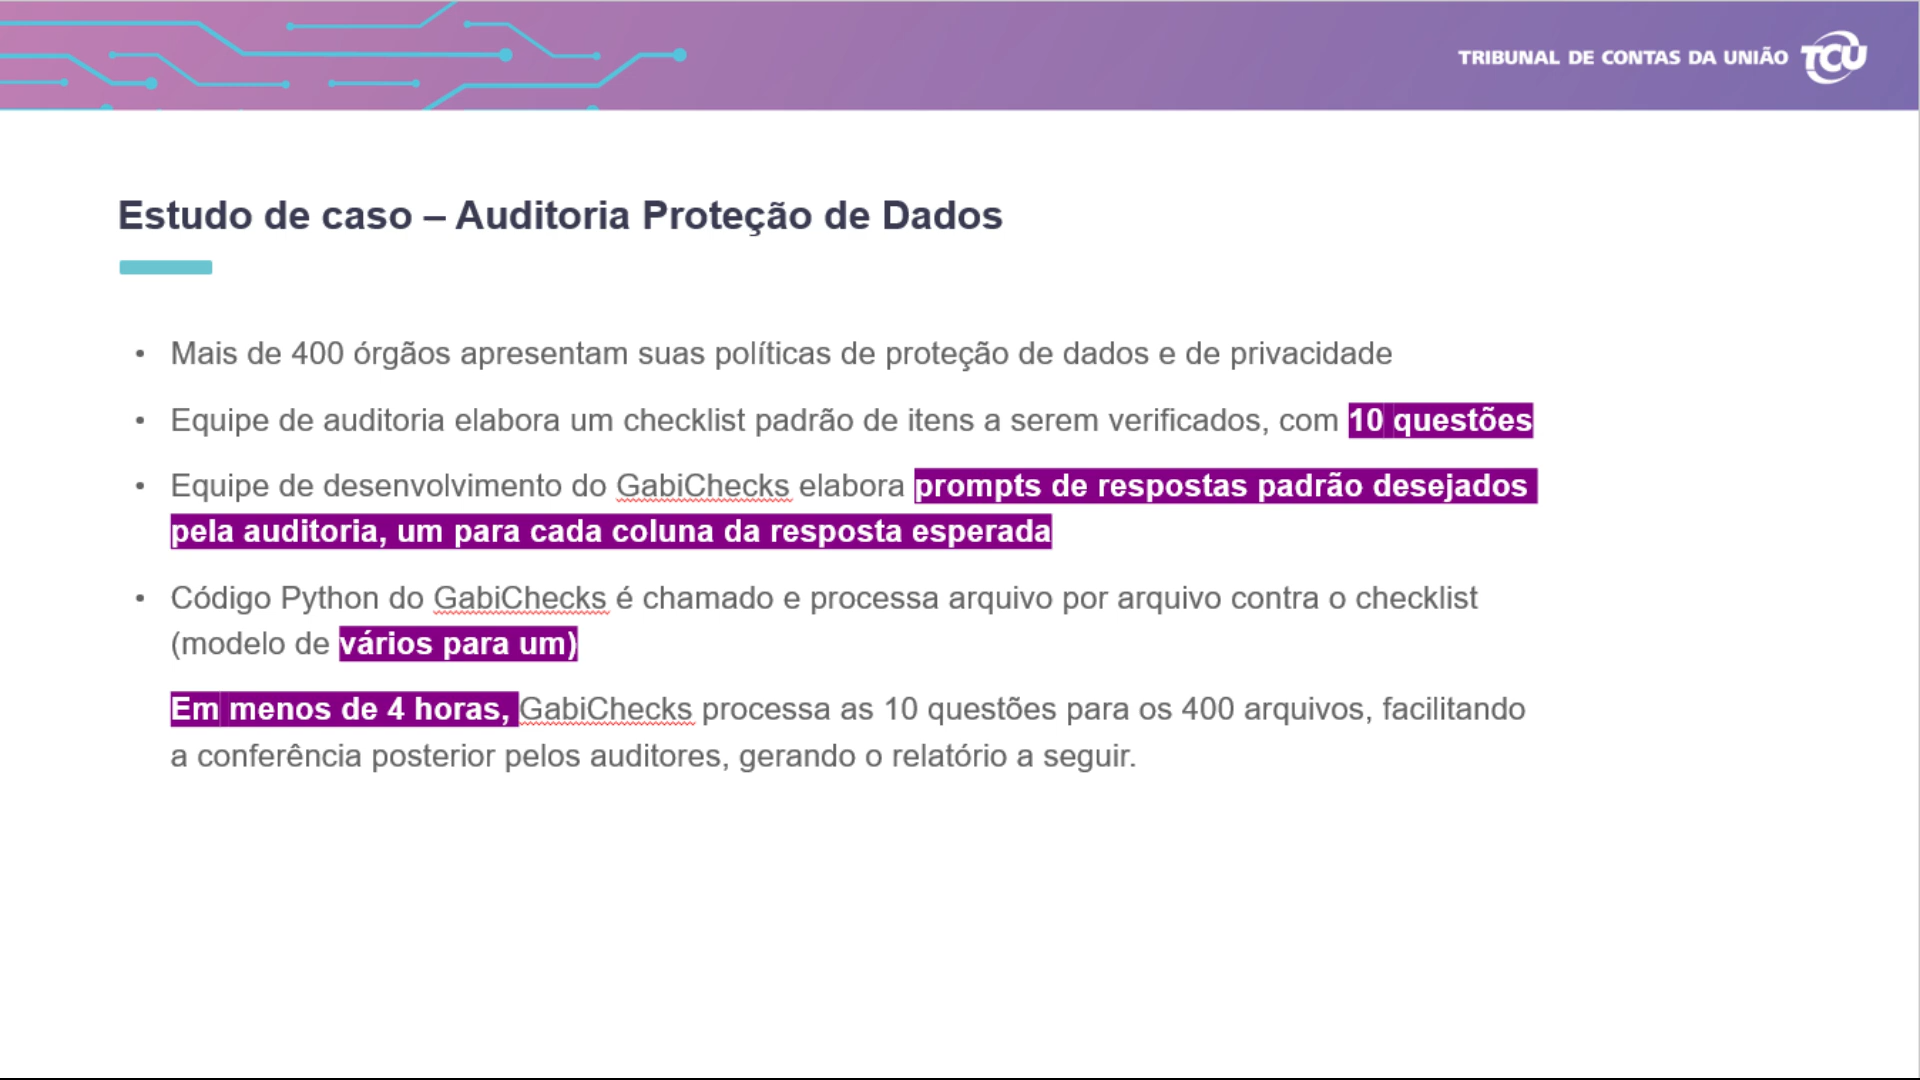 TRIBUNAL DE CONTAS DA UNIÃO TCU
Estudo de caso – Auditoria Proteção de Dados
• Mais de 400 órgãos apresentam suas políticas de proteção de dados e de privacidade
• Equipe de auditoria elabora um checklist padrão de itens a serem verificados, com 10 questões
• Equipe de desenvolvimento do GabiChecks elabora prompts de respostas padrão desejados
pela auditoria, um para cada coluna da resposta esperada
• Código Python do GabiChecks é chamado e processa arquivo por arquivo contra o checklist
(modelo de vários para um)
Em menos de 4 horas, GabiChecks processa as 10 questões para os 400 arquivos, facilitando
a conferência posterior pelos auditores, gerando o relatório a seguir.